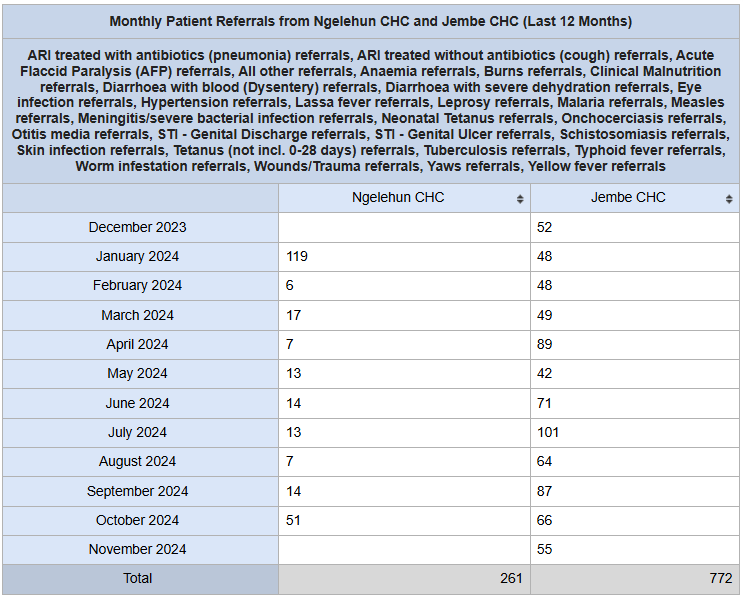 Monthly Patient Referrals from Ngelehun CHC and Jembe CHC (Last 12 Months)
ARI treated with antibiotics (pneumonia) referrals, ARI treated without antibiotics (cough) referrals, Acute
Flaccid Paralysis (AFP) referrals, All other referrals, Anaemia referrals, Burns referrals, Clinical Malnutrition
referrals, Diarrhoea with blood (Dysentery) referrals, Diarrhoea with severe dehydration referrals, Eye
infection referrals, Hypertension referrals, Lassa fever referrals, Leprosy referrals, Malaria referrals, Measles
referrals, Meningitis/severe bacterial infection referrals, Neonatal Tetanus referrals, Onchocerciasis referrals,
Otitis media referrals, STI - Genital Discharge referrals, STI - Genital Ulcer referrals, Schistosomiasis referrals,
Skin infection referrals, Tetanus (not incl. 0-28 days) referrals, Tuberculosis referrals, Typhoid fever referrals,
Worm infestation referrals, Wounds/Trauma referrals, Yaws referrals, Yellow fever referrals
Ngelehun CHC Jembe CHC
December 2023 52
January 2024 119 48
February 2024 6 48
March 2024 17 49
April 2024 7 89
May 2024 13 42
June 2024 14 71
July 2024 13 101
August 2024 7 64
September 2024 14 87
October 2024 51 66
November 2024 55
Total 261 772